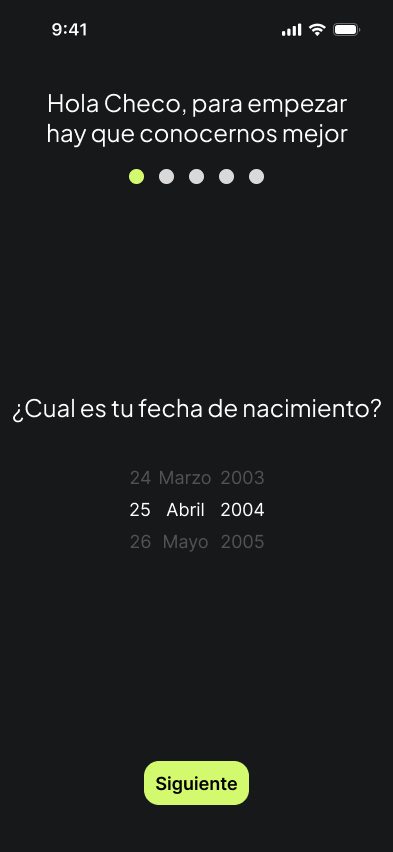 9:41
Hola Checo, para empezar
hay que conocernos mejor
¿Cual es tu fecha de nacimiento?
24 Marzo 2003
25 Abril 2004
26 Mayo 2005
Siguiente